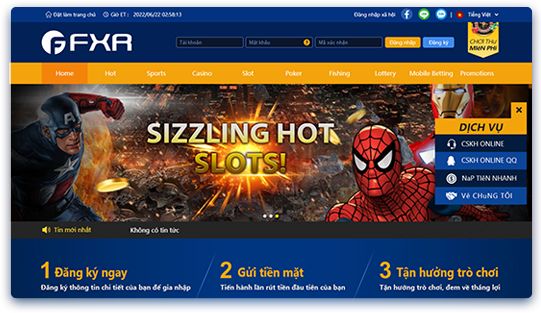 Đặt làm trang chủ Giờ ET : 2022/06/22 02:58:13 Đăng nhập xã hội Tiếng Việt
FXR
Tài khoản Mật khẩu Mã xác nhận Đăng nhập Đăng ký
CHƠI THỬ
MIỄN PHÍ
Home Hot Sports Casino Slot Poker Fishing Lottery Mobile Betting Promotions
SIZZLING HOT
SLOTS!
DỊCH VỤ
CSKH ONLINE
CSKH ONLINE QQ
NạP TIỀN NHANH
Về CHúNG TÔI
Tin mới nhất Không có tin tức
1 Đăng ký ngay
Đăng ký thông tin chi tiết của bạn để gia nhập
2 Gửi tiền mặt
Tiến hành lần rút tiền đầu tiên của bạn
3 Tận hưởng trò chơi
Tận hưởng trò chơi, đem về thắng lợi